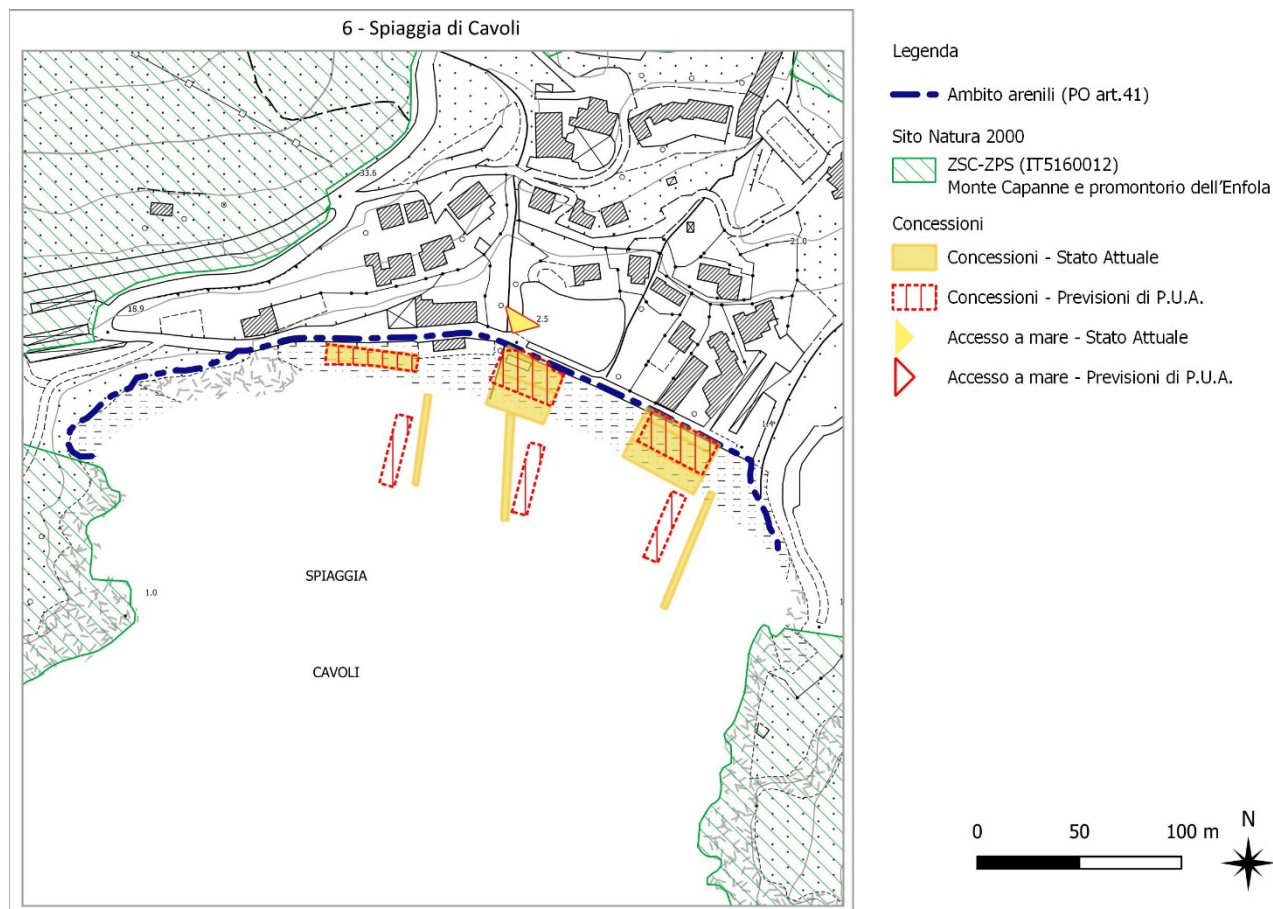 6 - Spiaggia di Cavoli
33.6
21.0
18.9
2.5
1.4
1.0
SPIAGGIA
CAVOLI
Legenda
Ambito arenili (PO art.41)
Sito Natura 2000
ZSC-ZPS (IT5160012)
Monte Capanne e promontorio dell'Enfola
Concessioni
Concessioni - Stato Attuale
Concessioni - Previsioni di P.U.A.
Accesso a mare - Stato Attuale
Accesso a mare - Previsioni di P.U.A.
0 50 100 m
N